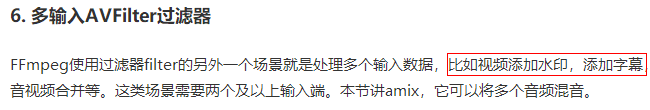 6. 多输入AVFilter过滤器
FFmpeg使用过滤器filter的另外一个场景就是处理多个输入数据，比如视频添加水印，添加字幕，
音视频合并等。这类场景需要两个及以上输入端。本节讲amix，它可以将多个音频混音。